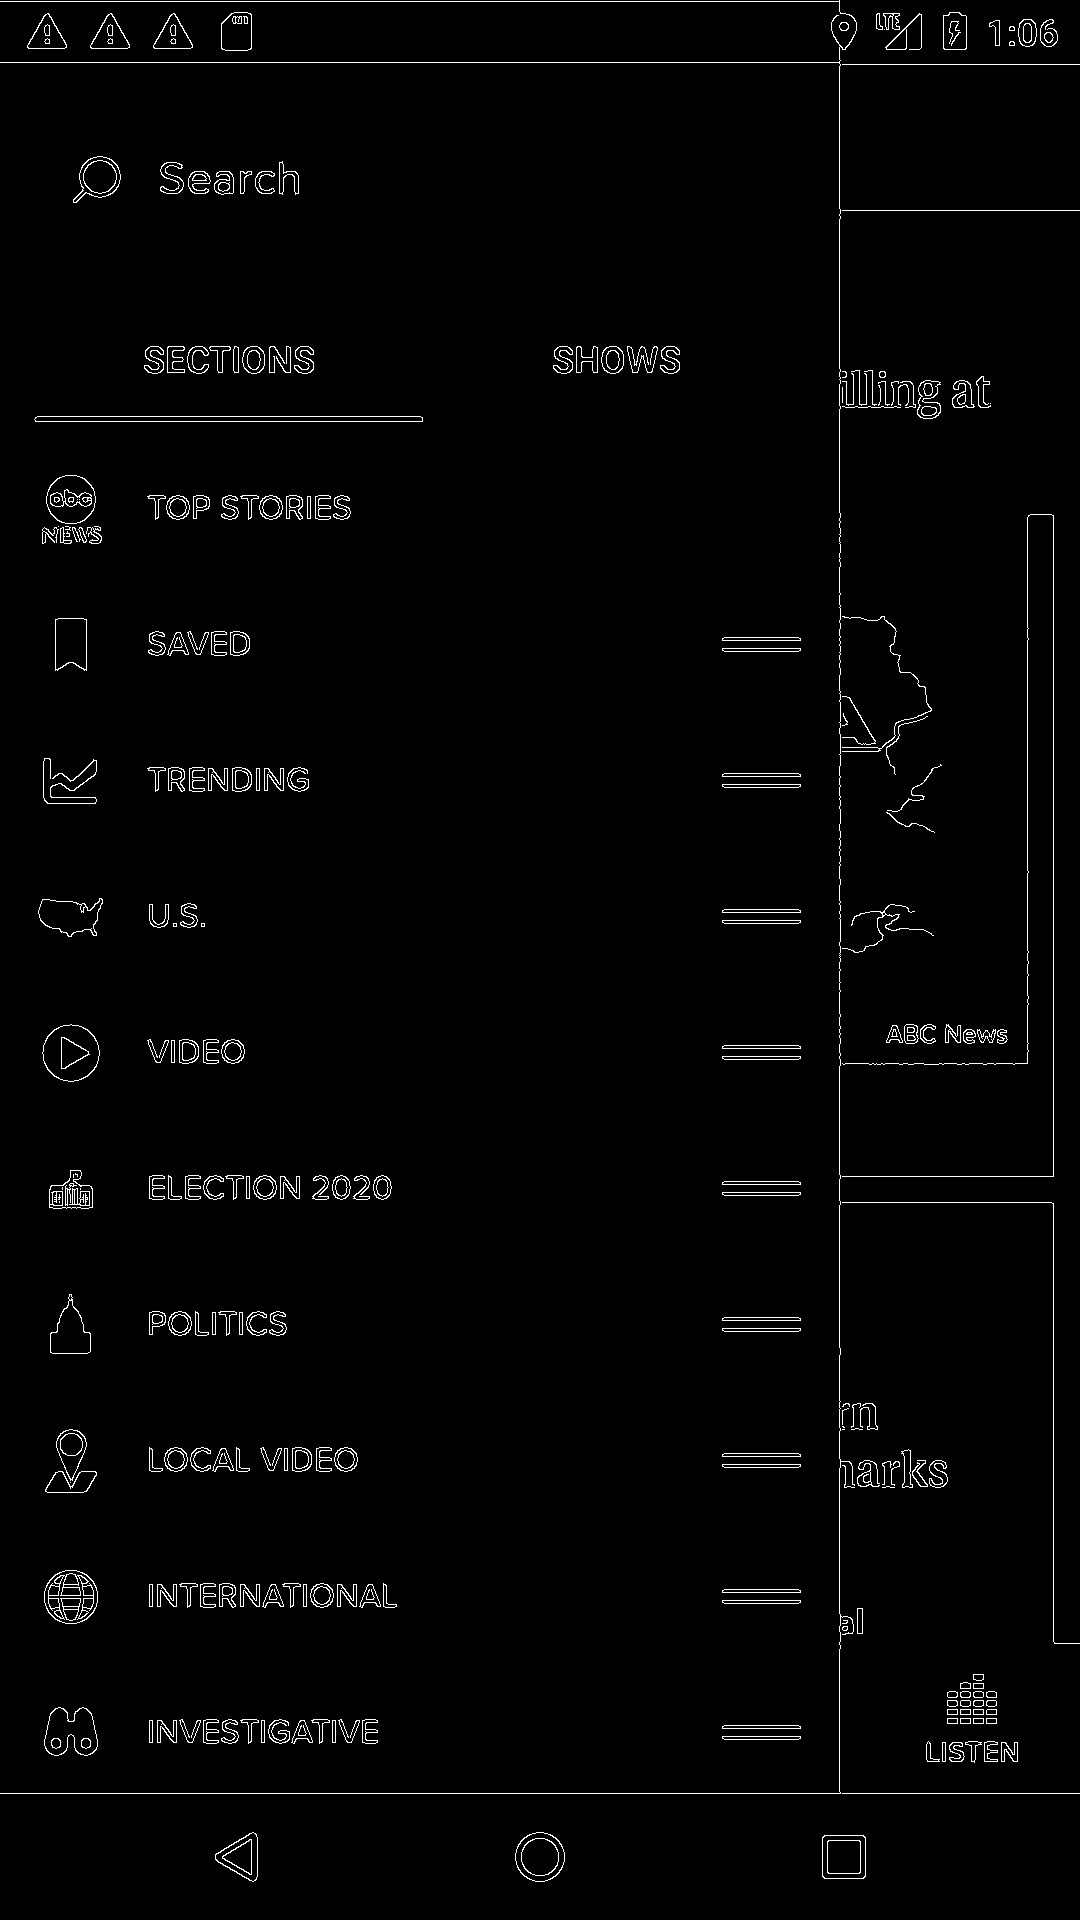 LTE 1:06
Search
SECTIONS SHOWS
illing at
abc
NEWS
TOP STORIES
SAVED
TRENDING
U.S.
VIDEO
ABC News
ELECTION 2020
POLITICS
rn
LOCAL VIDEO
narks
INTERNATIONAL
al
INVESTIGATIVE
LISTEN